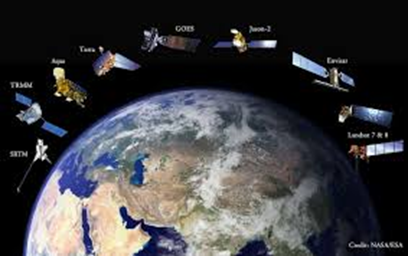 GOES
Jason-2
Terra
Aqua
Envisat
TRMM
Landsat 7 & 8
SRTM
Credit: NASA/ESA